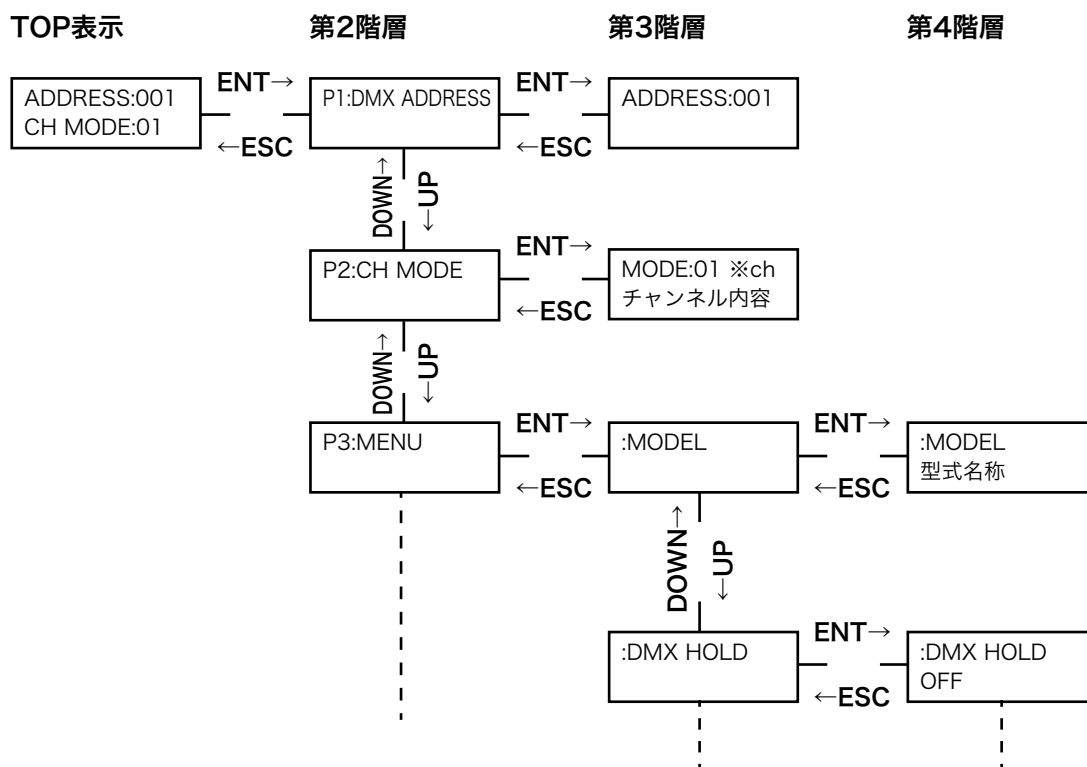 TOP表示 第2階層 第3階層 第4階層
ENT→ ENT→
ADDRESS:001
CH MODE:01
P1:DMX ADDRESS
ADDRESS:001
←ESC ←ESC
DOWN→
←UP
ENT→
P2:CH MODE
MODE:01 ※ch
チャンネル内容
←ESC
DOWN→
←UP
ENT→ ENT→
P3:MENU
:MODEL
:MODEL
型式名称
←ESC ←ESC
DOWN→
←UP
ENT→
:DMX HOLD
:DMX HOLD
OFF
←ESC